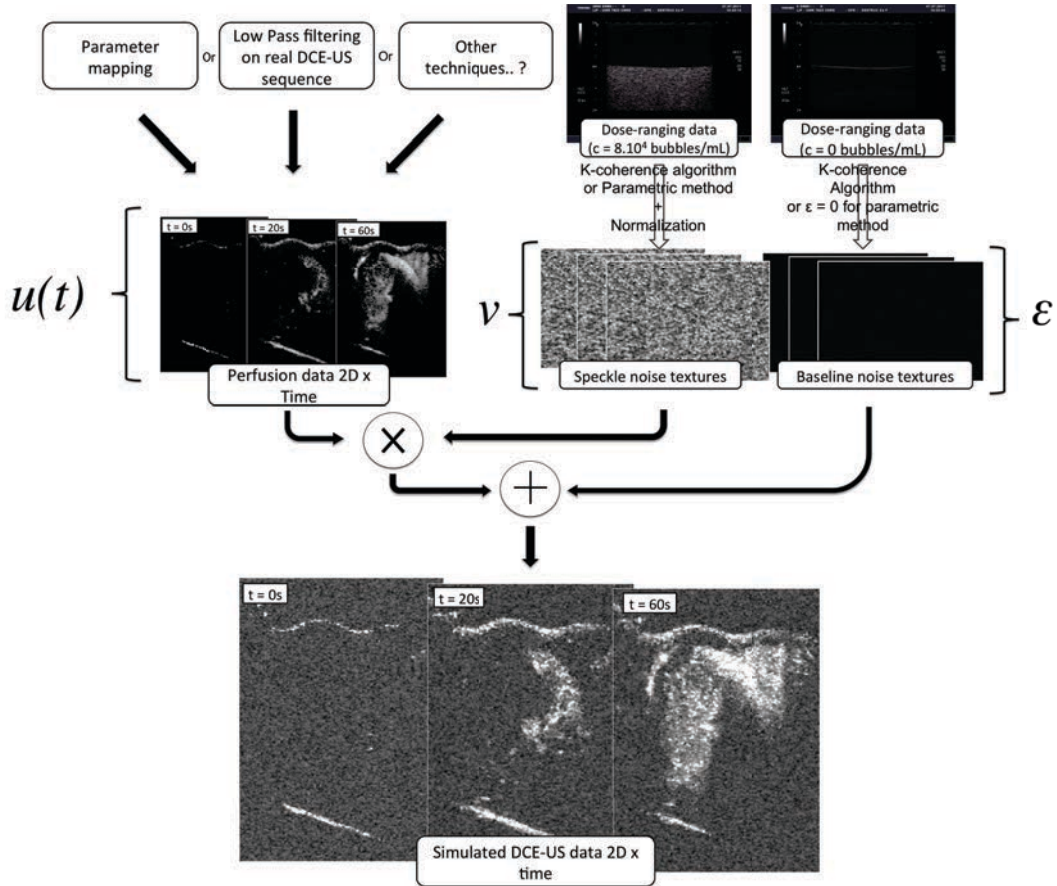 Parameter
mapping
Or
Low Pass filtering
on real DCE-US
sequence
Or
Other
techniques.. ?
Dose-ranging data
(c = 8.10⁴ bubbles/mL)
Dose-ranging data
(c = 0 bubbles/mL)
K-coherence algorithm
or Parametric method
+
Normalization
K-coherence
Algorithm
or ε = 0 for parametric
method
u(t)
t = 0s
t = 20s
t = 60s
Perfusion data 2D x
Time
v
Speckle noise textures
Baseline noise textures
ε
×
+
t = 0s
t = 20s
t = 60s
Simulated DCE-US data 2D x
time